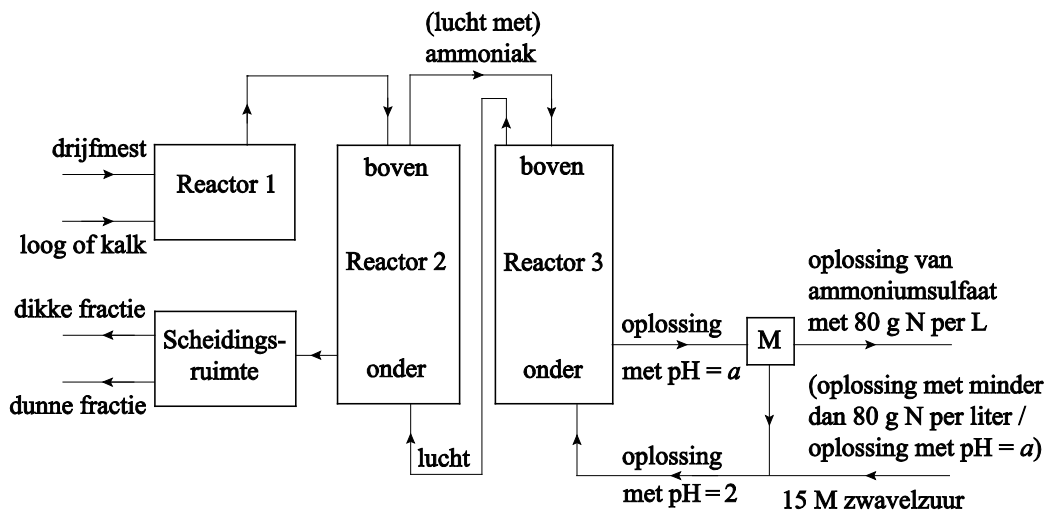 (lucht met)
ammoniak
drijfmest
loog of kalk
Reactor 1
boven
Reactor 2
onder
boven
Reactor 3
onder
dikke fractie
dunne fractie
Scheidings-
ruimte
lucht
oplossing
met pH = a
M
oplossing van
ammoniumsulfaat
met 80 g N per L
(oplossing met minder
dan 80 g N per liter /
oplossing met pH = a)
oplossing
met pH = 2
15 M zwavelzuur